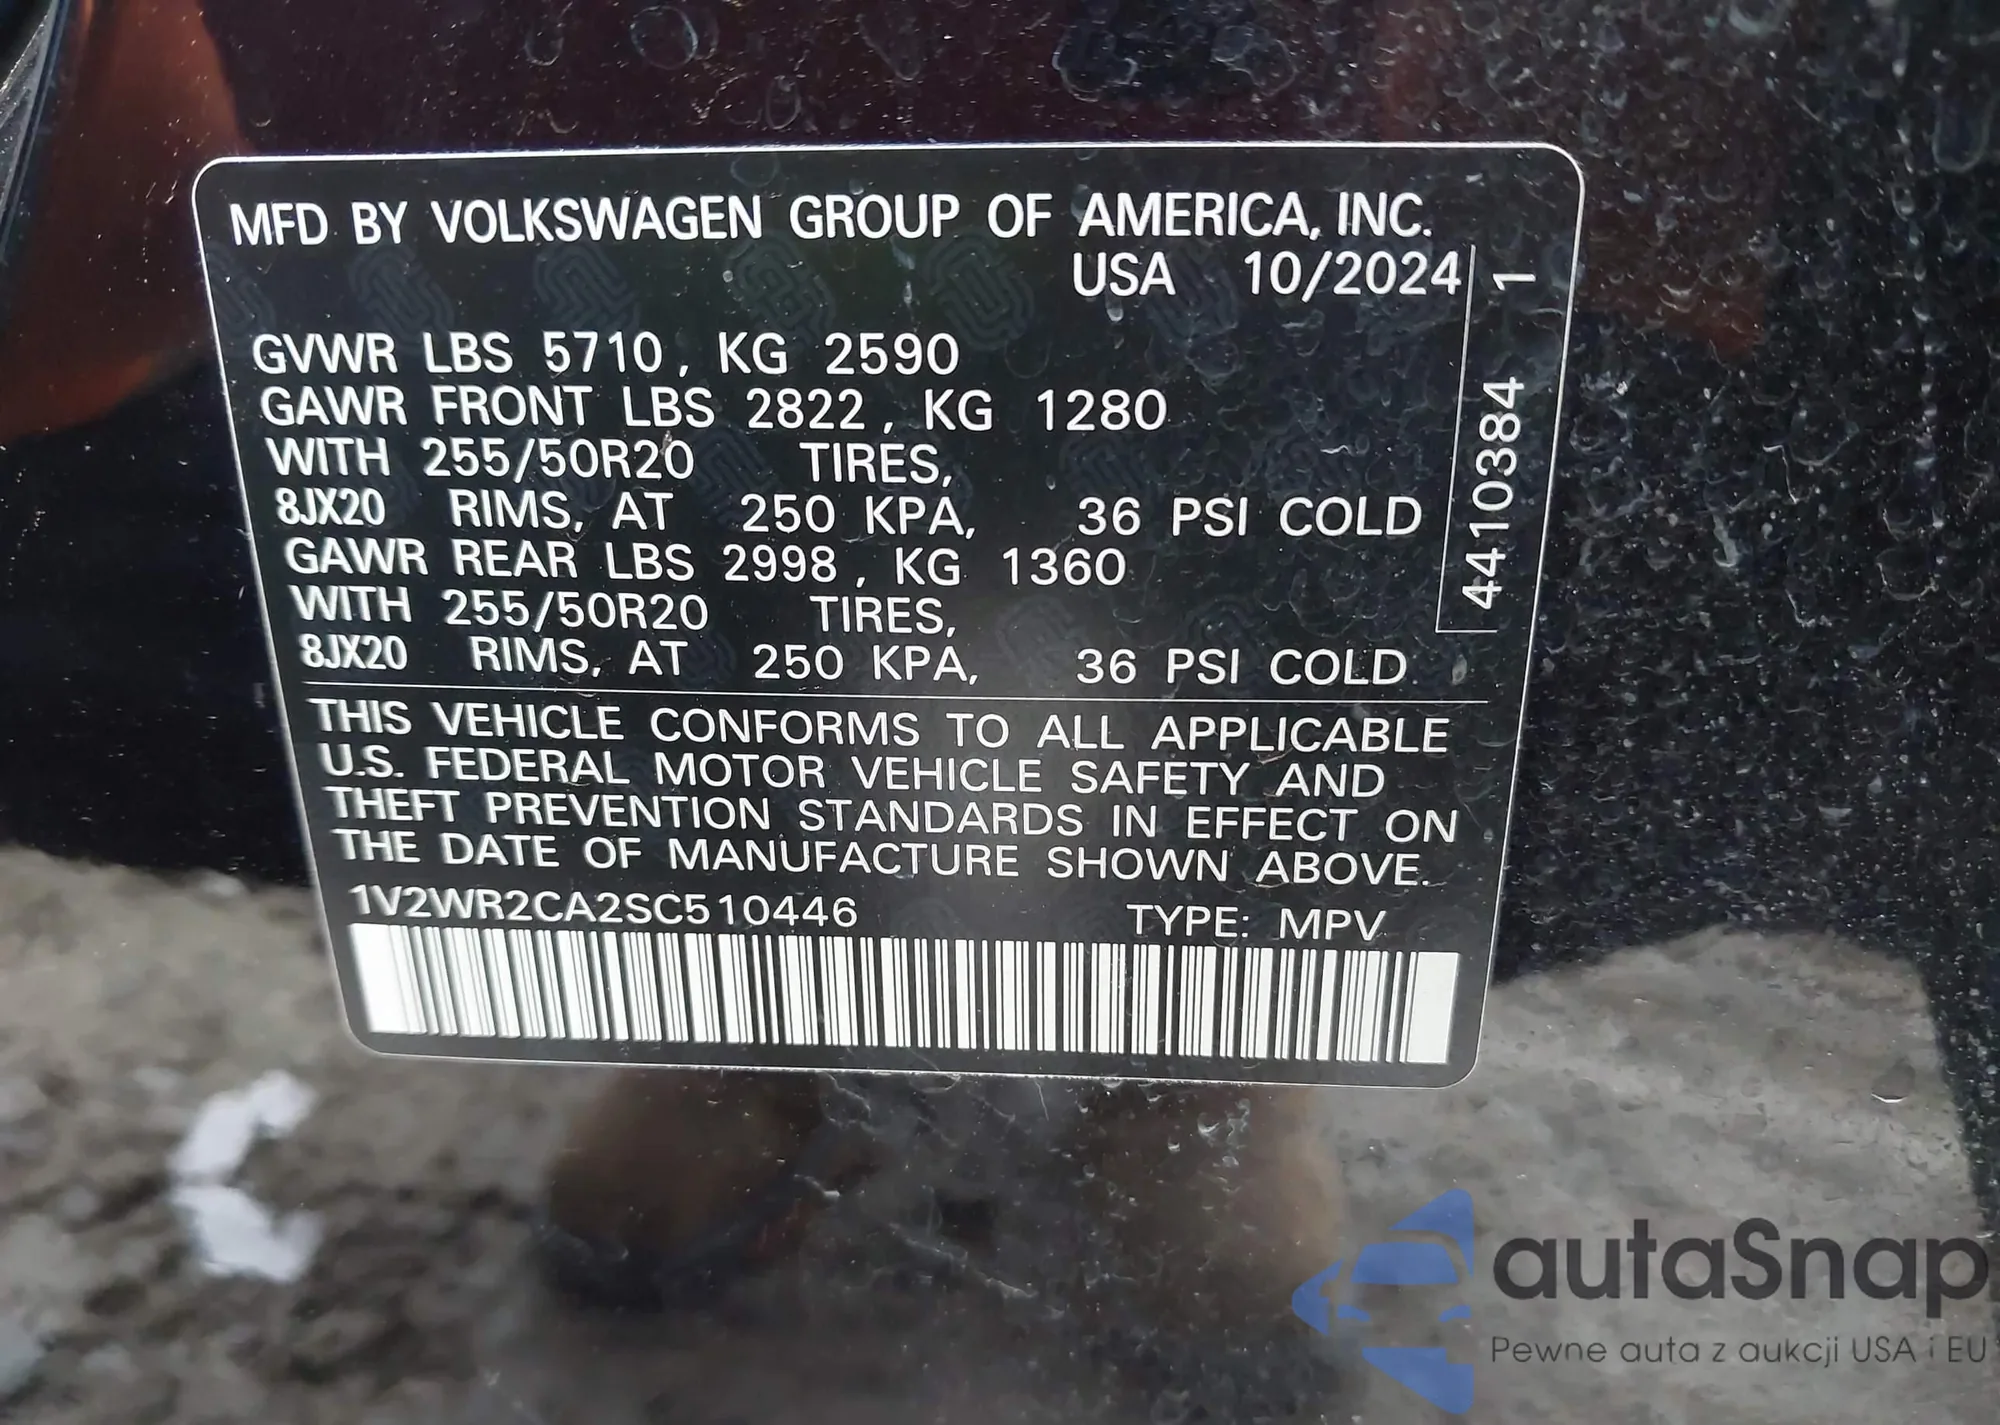 MFD BY VOLKSWAGEN GROUP OF AMERICA, INC.
USA 10/2024
GVWR LBS 5710, KG 2590
GAWR FRONT LBS 2822, KG 1280
WITH 255/50R20 TIRES,
8JX20 RIMS, AT 250 KPA, 36 PSI COLD
GAWR REAR LBS 2998, KG 1360
WITH 255/50R20 TIRES,
8JX20 RIMS, AT 250 KPA, 36 PSI COLD
THIS VEHICLE CONFORMS TO ALL APPLICABLE
U.S. FEDERAL MOTOR VEHICLE SAFETY AND
THEFT PREVENTION STANDARDS IN EFFECT ON
THE DATE OF MANUFACTURE SHOWN ABOVE.
1V2WR2CA2SC510446 TYPE: MPV
4410384 1
autaSnap
Pewne auta z aukcji USA i EU